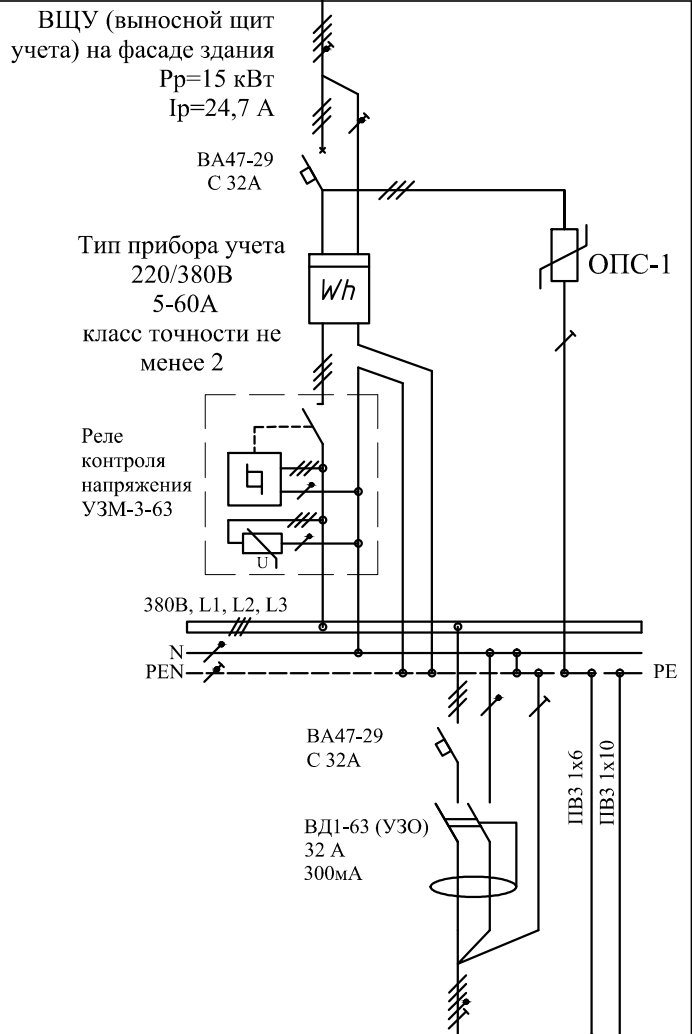 ВЩУ (выносной щит
учета) на фасаде здания
Pp=15 кВт
Ip=24,7 А
ВА47-29
С 32А
Тип прибора учета
220/380В
5-60А
класс точности не
менее 2
Wh
ОПС-1
Реле
контроля
напряжения
УЗМ-3-63
U
380В, L1, L2, L3
N
PEN
PE
ВА47-29
С 32А
ВД1-63 (УЗО)
32 А
300мА
ПВ3 1х6
ПВ3 1х10